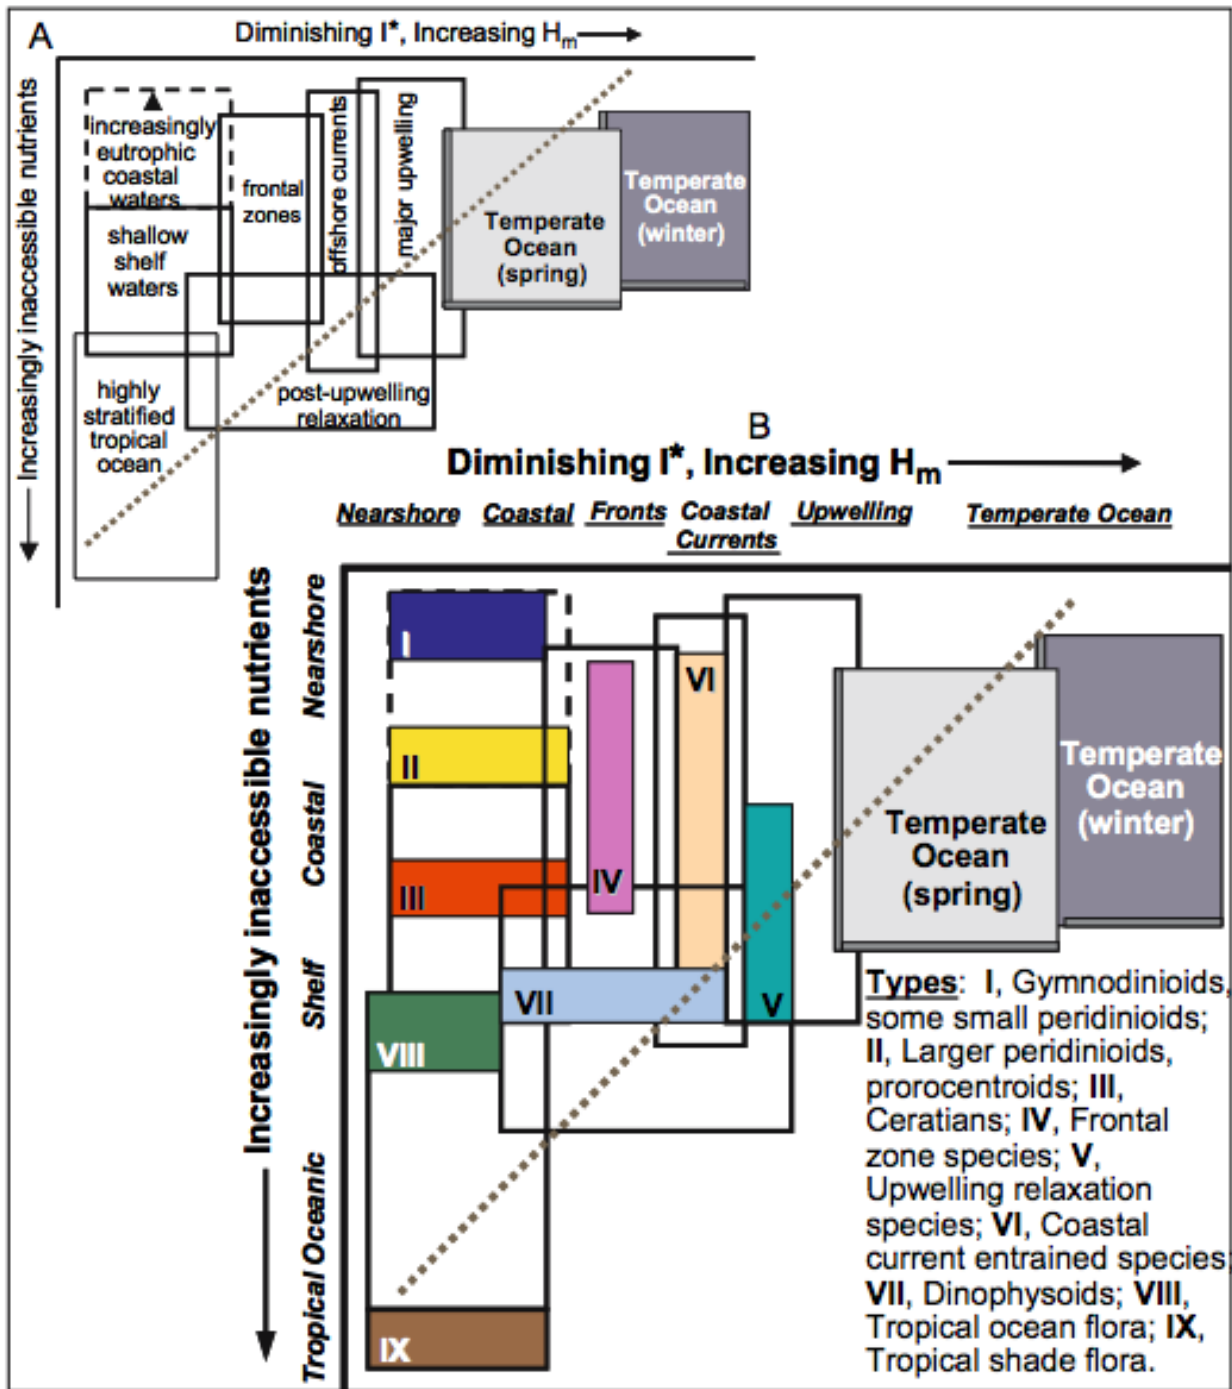 A
Diminishing I*, Increasing Hm
Increasingly inaccessible nutrients
increasingly
eutrophic
coastal
waters
shallow
shelf
waters
highly
stratified
tropical
ocean
frontal
zones
offshore currents
major upwelling
post-upwelling
relaxation
Temperate
Ocean
(spring)
Temperate
Ocean
(winter)
B
Diminishing I*, Increasing Hm
Nearshore
Coastal
Fronts
Coastal
Currents
Upwelling
Temperate Ocean
Increasingly inaccessible nutrients
Nearshore
Coastal
Shelf
Tropical Oceanic
I
II
III
IV
VI
V
VII
VIII
IX
Temperate
Ocean
(spring)
Temperate
Ocean
(winter)
Types: I, Gymnodinioids,
some small peridinioids;
II, Larger peridinioids,
prorocentroids; III,
Ceratians; IV, Frontal
zone species; V,
Upwelling relaxation
species; VI, Coastal
current entrained species;
VII, Dinophysoids; VIII,
Tropical ocean flora; IX,
Tropical shade flora.